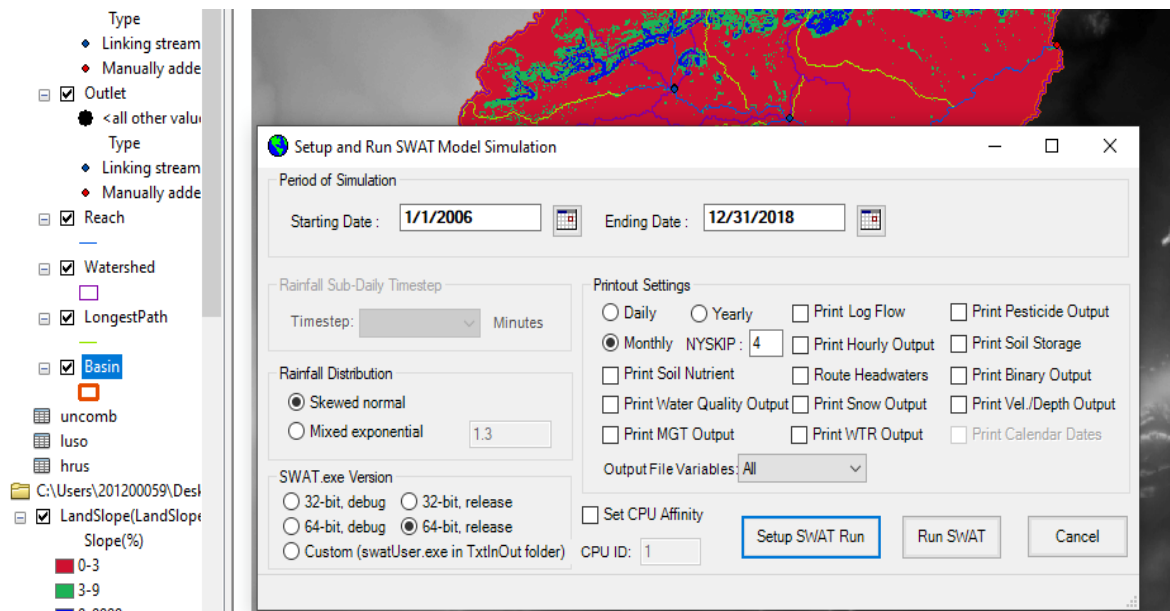 Type
Linking stream
Manually adde
Outlet
<all other valu
Type
Linking stream
Manually adde
Reach
Watershed
LongestPath
Basin
uncomb
luso
hrus
C:\Users\201200059\Desk
LandSlope(LandSlope
Slope(%)
0-3
3-9
Setup and Run SWAT Model Simulation
Period of Simulation
Starting Date : 1/1/2006 Ending Date : 12/31/2018
Rainfall Sub-Daily Timestep
Timestep: Minutes
Rainfall Distribution
Skewed normal
Mixed exponential 1.3
SWAT.exe Version
32-bit, debug 32-bit, release
64-bit, debug 64-bit, release
Custom (swatUser.exe in TxtInOut folder)
Printout Settings
Daily Yearly Print Log Flow Print Pesticide Output
Monthly NYSKIP : 4 Print Hourly Output Print Soil Storage
Print Soil Nutrient Route Headwaters Print Binary Output
Print Water Quality Output Print Snow Output Print Vel./Depth Output
Print MGT Output Print WTR Output Print Calendar Dates
Output File Variables: All
Set CPU Affinity
CPU ID: 1
Setup SWAT Run Run SWAT Cancel